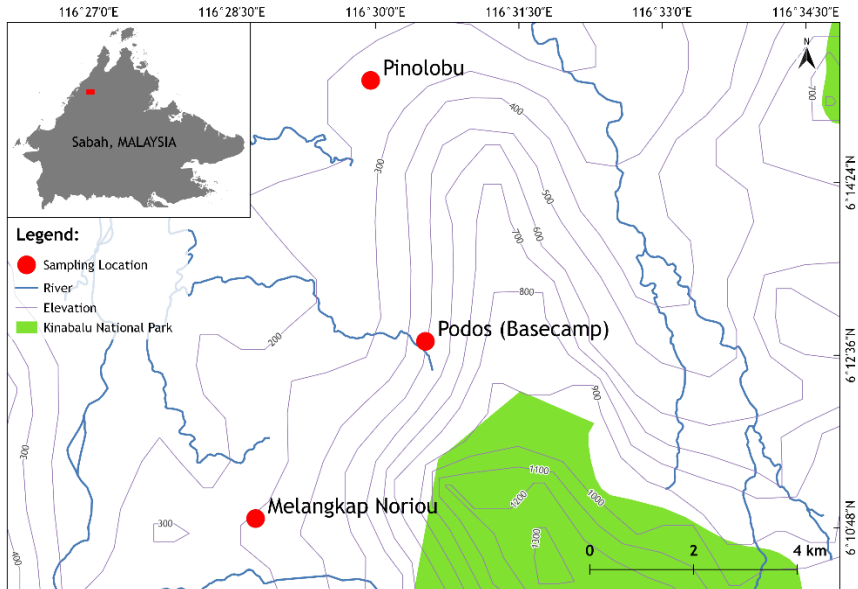 116°27'0"E 116°28'30"E 116°30'0"E 116°31'30"E 116°33'0"E 116°34'30"E
N
Sabah, MALAYSIA
Legend:
Sampling Location
River
Elevation
Kinabalu National Park
Pinolobu
Podos (Basecamp)
Melangkap Noriou
400
300
500
600
700
800
900
200
300
300
400
1000
1100
1200
1300
700
6°14'24"N
6°12'36"N
6°10'48"N
0 2 4 km